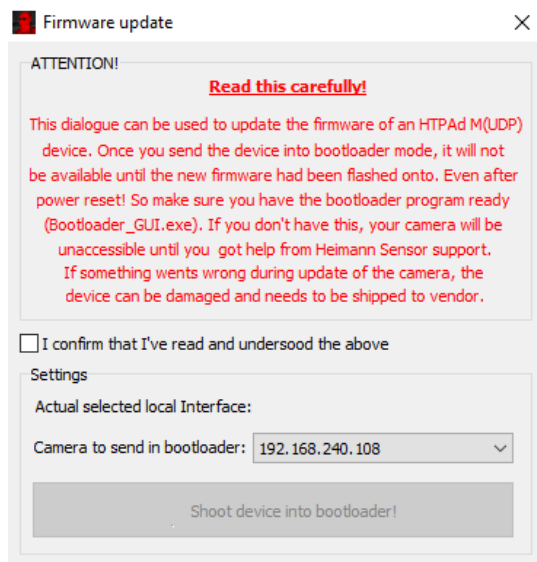 Firmware update
ATTENTION!
Read this carefully!
This dialogue can be used to update the firmware of an HTPAd M(UDP)
device. Once you send the device into bootloader mode, it will not
be available until the new firmware had been flashed onto. Even after
power reset! So make sure you have the bootloader program ready
(Bootloader_GUI.exe). If you don't have this, your camera will be
unaccessible until you got help from Heimann Sensor support.
If something wents wrong during update of the camera, the
device can be damaged and needs to be shipped to vendor.
I confirm that I've read and undersood the above
Settings
Actual selected local Interface:
Camera to send in bootloader: 192.168.240.108
Shoot device into bootloader!